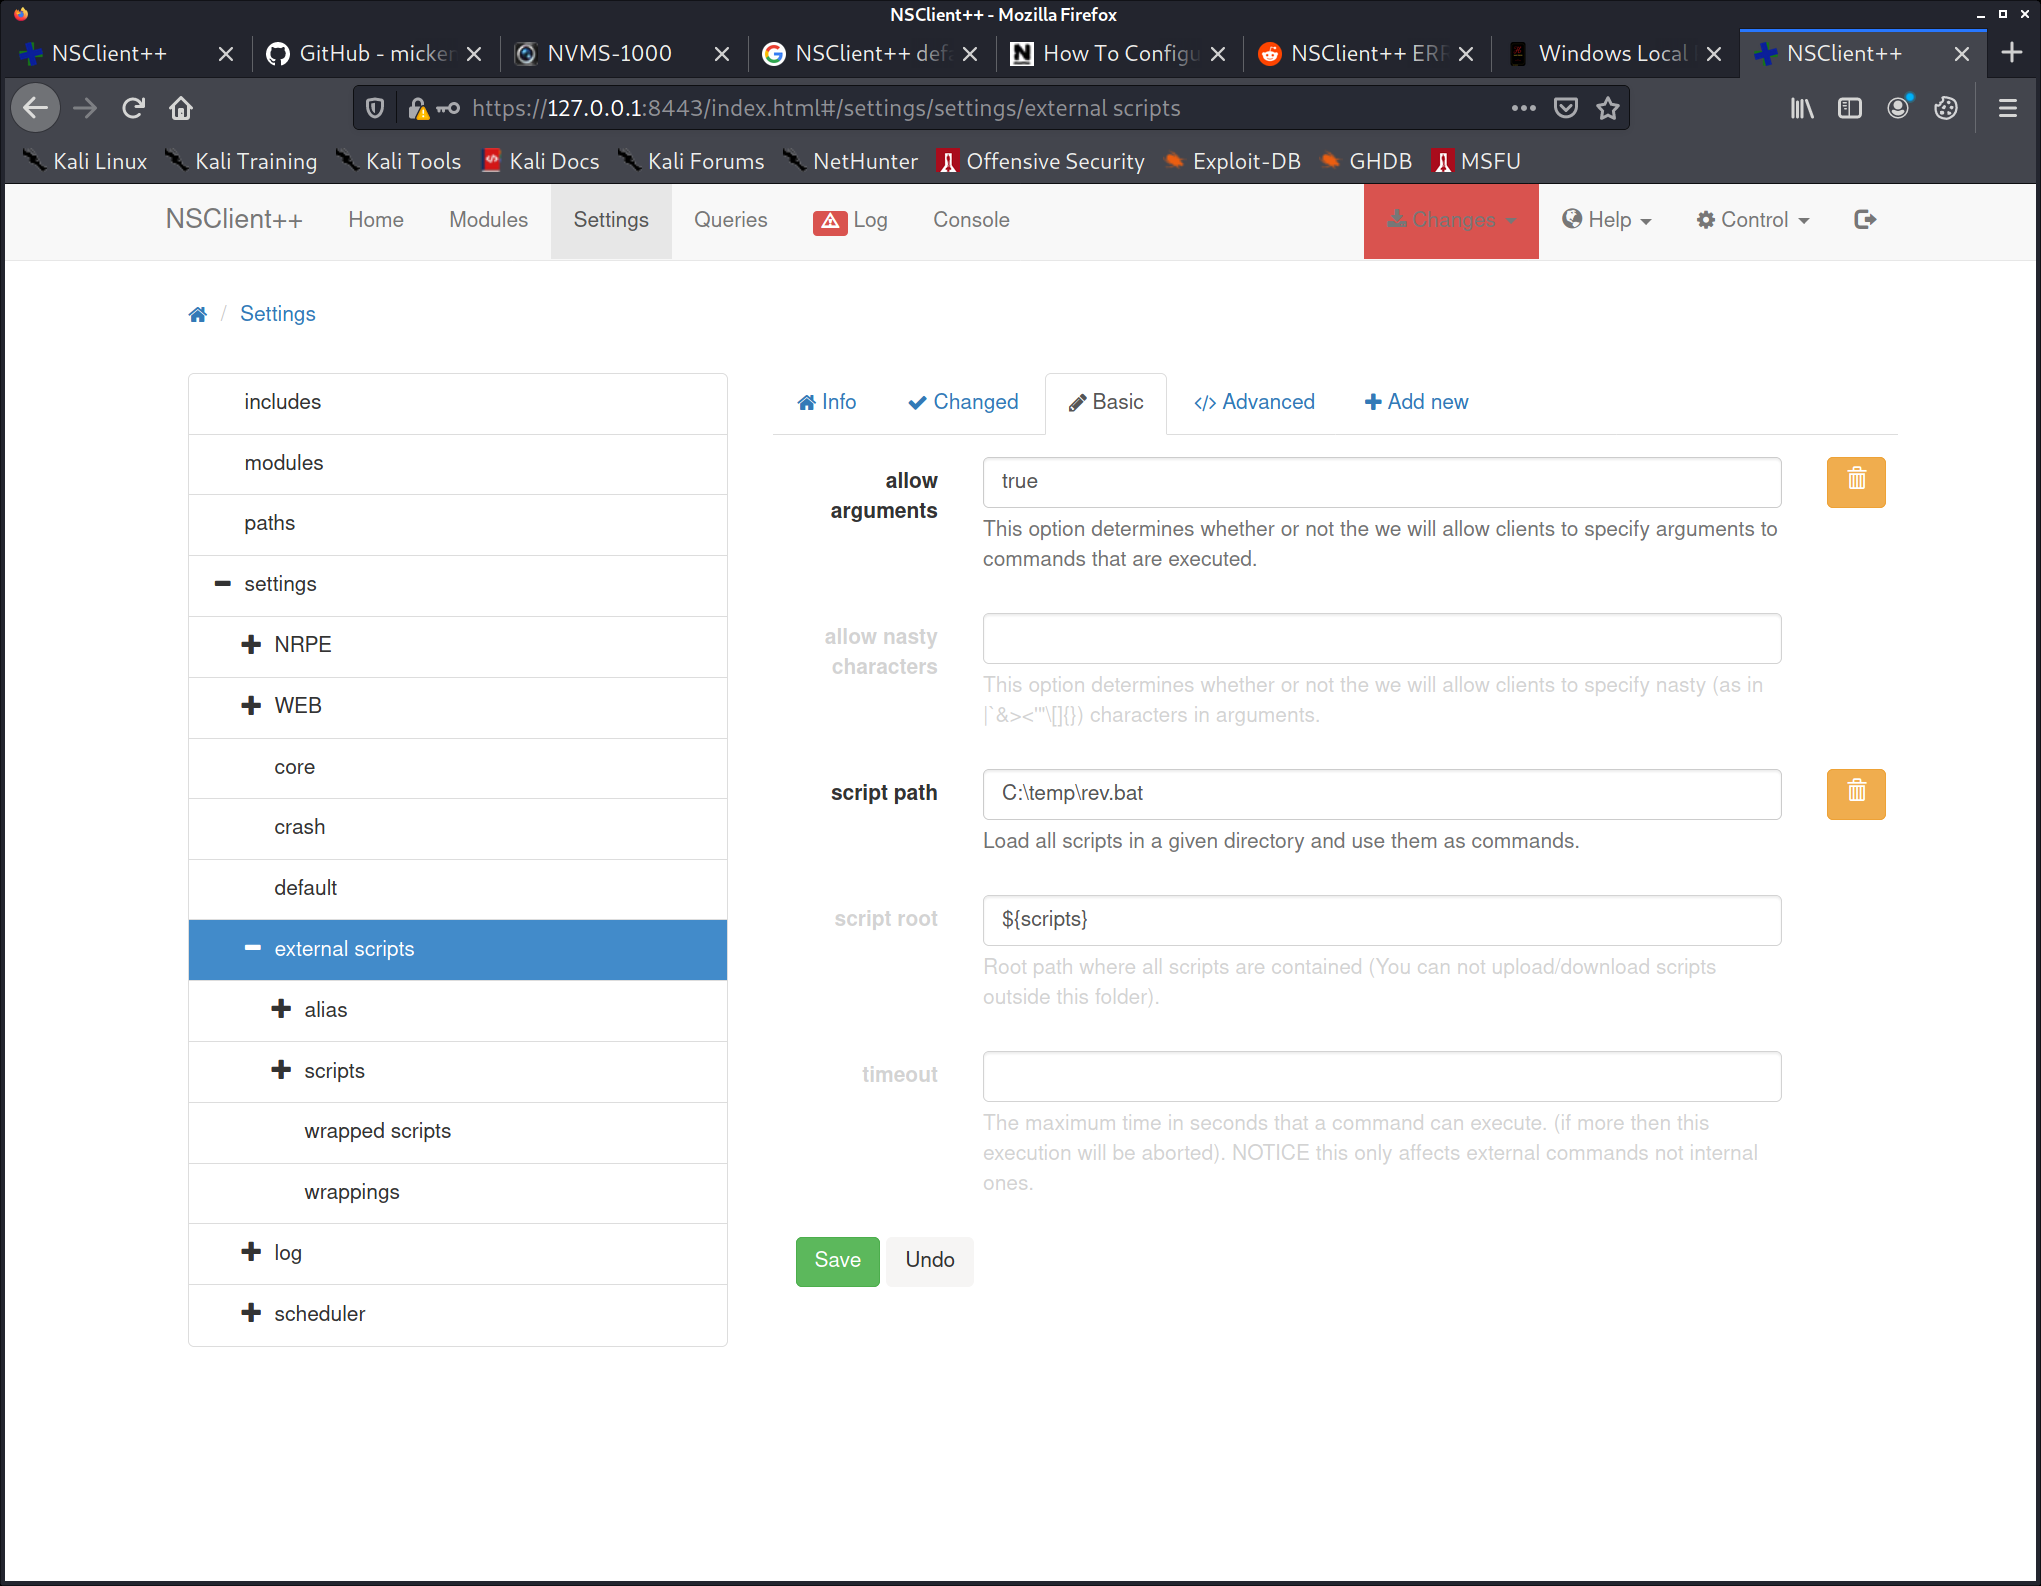 NSClient++ - Mozilla Firefox
NSClient++ GitHub - micke NVMS-1000 NSClient++ def How To Config NSClient++ ER Windows Local NSClient++
https://127.0.0.1:8443/index.html#/settings/settings/external scripts
Kali Linux Kali Training Kali Tools Kali Docs Kali Forums NetHunter Offensive Security Exploit-DB GHDB MSFU
NSClient++ Home Modules Settings Queries Log Console Changes Help Control
/ Settings
includes
modules
paths
settings
NRPE
WEB
core
crash
default
external scripts
alias
scripts
wrapped scripts
wrappings
log
scheduler
Info Changed Basic </> Advanced Add new
allow
arguments
true
This option determines whether or not the we will allow clients to specify arguments to
commands that are executed.
allow nasty
characters
This option determines whether or not the we will allow clients to specify nasty (as in
|`&><'"\[]{}) characters in arguments.
script path
C:\temp\rev.bat
Load all scripts in a given directory and use them as commands.
script root
${scripts}
Root path where all scripts are contained (You can not upload/download scripts
outside this folder).
timeout
The maximum time in seconds that a command can execute. (if more then this
execution will be aborted). NOTICE this only affects external commands not internal
ones.
Save Undo